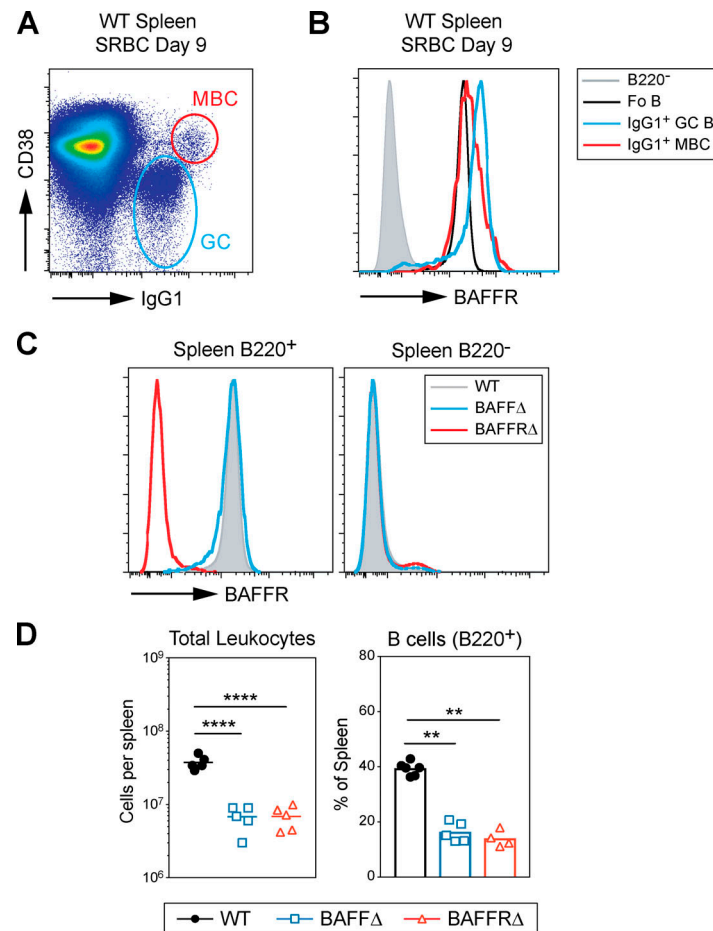 A
WT Spleen
SRBC Day 9
MBC
GC
CD38
IgG1
B
WT Spleen
SRBC Day 9
BAFFR
B220⁻
Fo B
IgG1⁺ GC B
IgG1⁺ MBC
C
Spleen B220⁺
Spleen B220⁻
WT
BAFFΔ
BAFFRΔ
BAFFR
D
Total Leukocytes
Cells per spleen
10⁹
10⁸
10⁷
10⁶
****
****
B cells (B220⁺)
% of Spleen
80
60
40
20
0
**
**
WT
BAFFΔ
BAFFRΔ